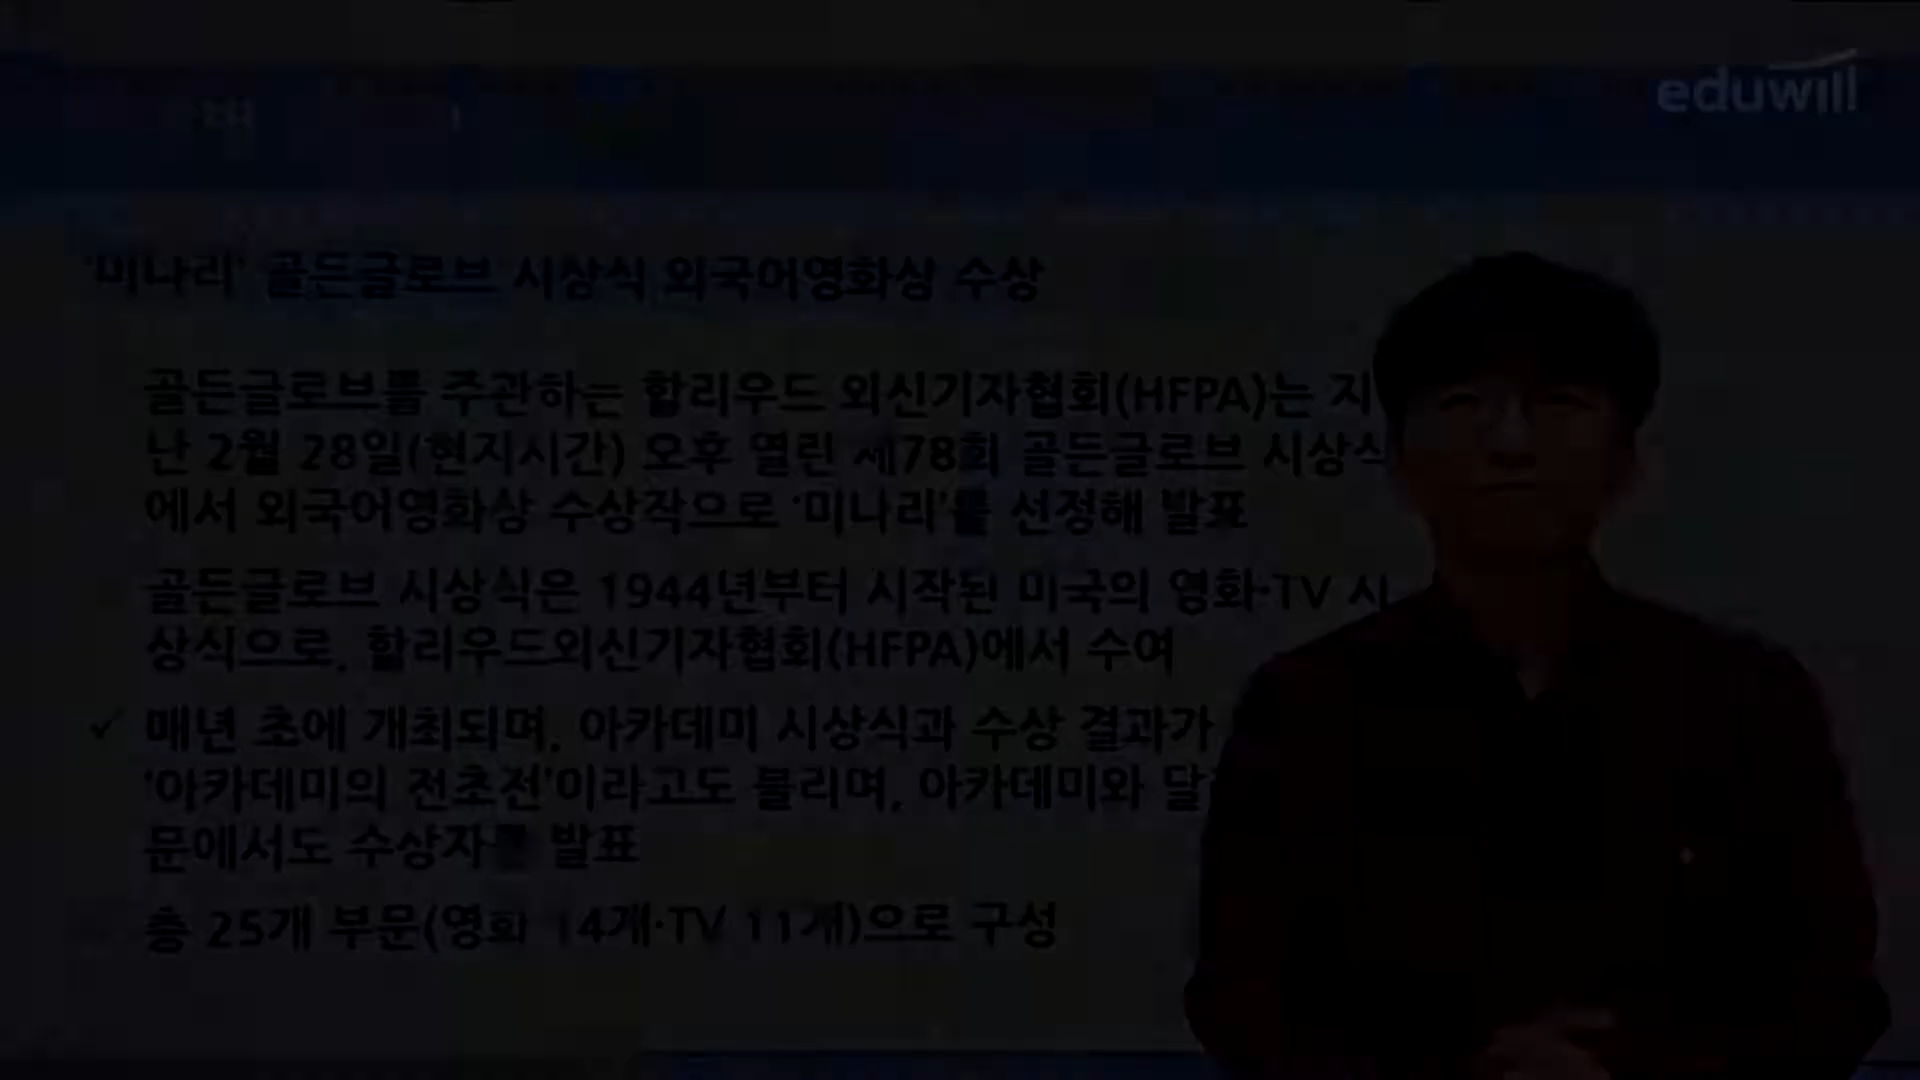 eduwill
'미나리' 골든글로브 시상식 외국어영화상 수상
골든글로브를 주관하는 할리우드 외신기자협회(HFPA)는 지
난 2월 28일(현지시간) 오후 열린 제78회 골든글로브 시상식
에서 외국어영화상 수상작으로 '미나리'를 선정해 발표
골든글로브 시상식은 1944년부터 시작된 미국의 영화·TV 시
상식으로, 할리우드외신기자협회(HFPA)에서 수여
✓ 매년 초에 개최되며, 아카데미 시상식과 수상 결과가
'아카데미의 전초전'이라고도 불리며, 아카데미와 달
문에서도 수상자를 발표
총 25개 부문(영화 14개·TV 11개)으로 구성